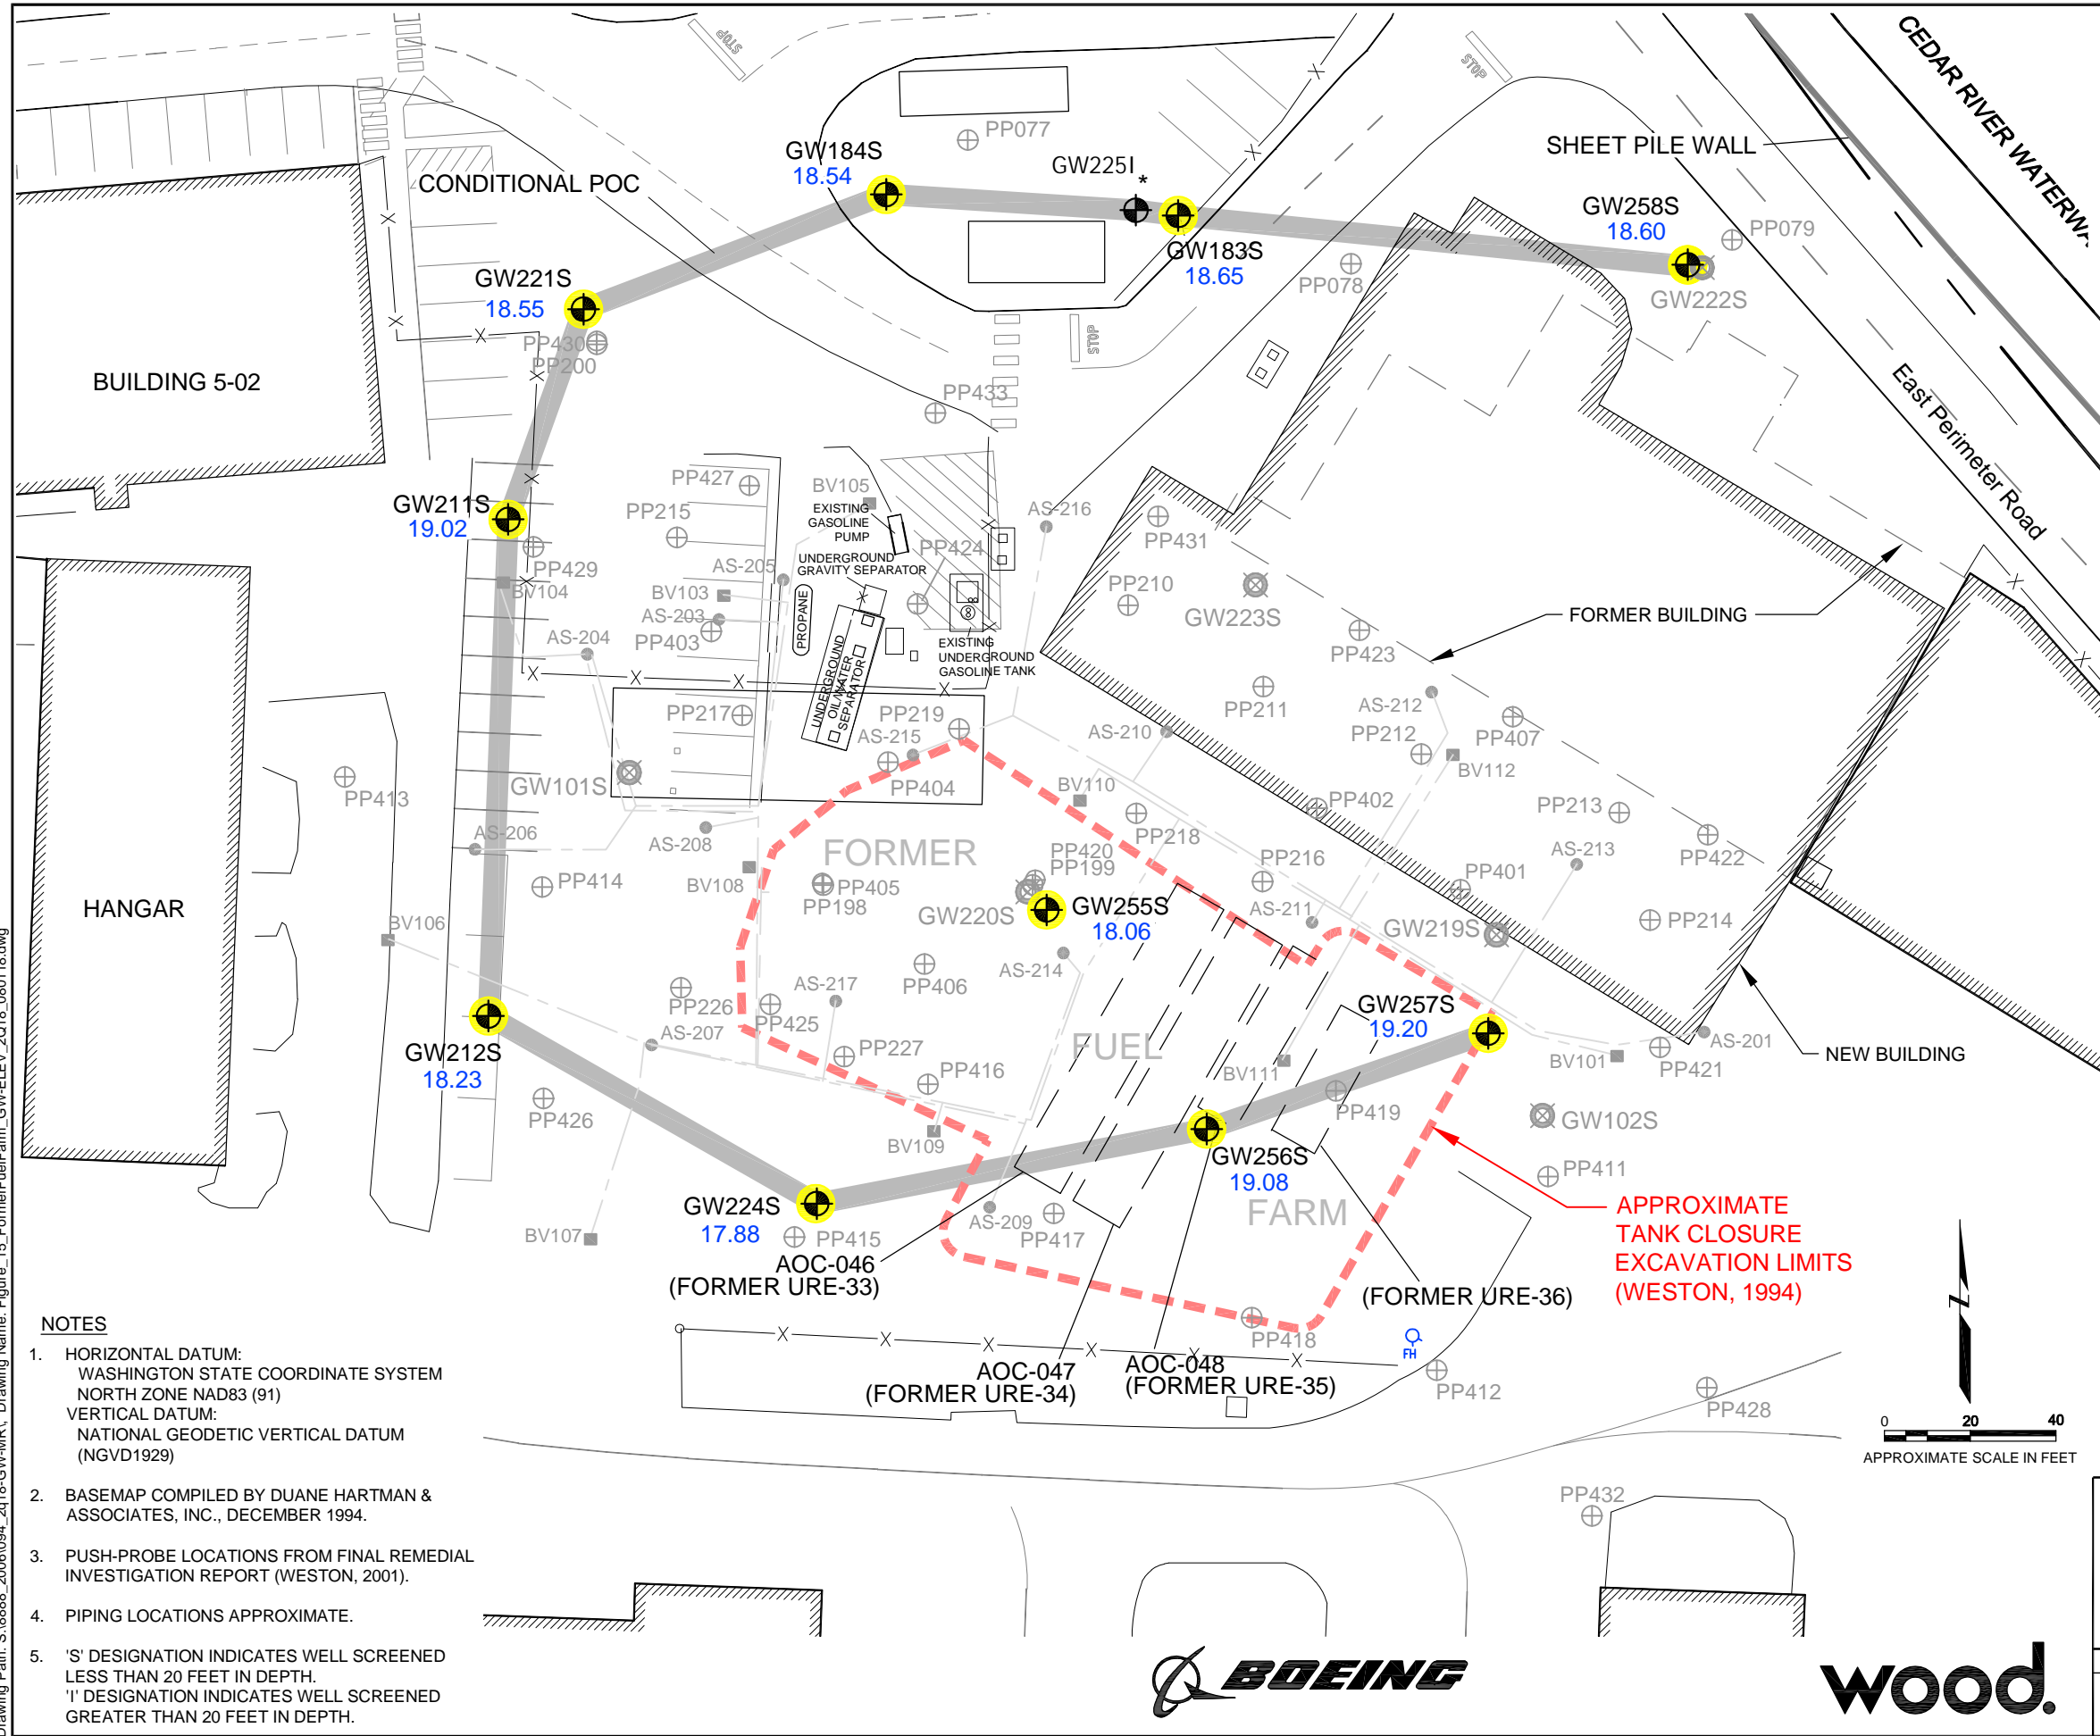 STOP
STOP
CEDAR RIVER
SHEET PILE WALL
PP077
GW184S
18.54
GW225I
*
CONDITIONAL POC
GW258S
18.60
PP079
GW183S
18.65
PP078
GW222S
GW221S
18.55
PP430
PP200
STOP
BUILDING 5-02
PP433
East Perimeter Road
GW211S
19.02
PP427
PP215
BV105
EXISTING
GASOLINE
PUMP
AS-216
PP431
PP424
UNDERGROUND
GRAVITY SEPARATOR
PP429
BV104
AS-205
BV103
AS-203
PP403
AS-204
PROPANE
UNDERGROUND
OIL/WATER
SEPARATOR
EXISTING
UNDERGROUND
GASOLINE TANK
PP210
GW223S
FORMER BUILDING
PP423
PP211
AS-212
PP212
PP407
BV112
PP217
PP219
AS-215
PP404
AS-210
GW101S
PP413
BV110
PP218
PP402
PP213
PP422
AS-206
AS-208
FORMER
PP420
PP199
PP216
AS-213
PP401
PP414
BV108
PP405
PP198
GW220S
GW255S
18.06
AS-211
GW219S
PP214
HANGAR
BV106
PP406
AS-214
PP226
AS-217
PP425
GW257S
19.20
AS-207
FUEL
AS-201
PP421
BV101
NEW BUILDING
GW212S
18.23
PP227
PP416
BV111
PP419
GW102S
PP426
BV109
GW256S
19.08
PP411
GW224S
17.88
FARM
APPROXIMATE
TANK CLOSURE
EXCAVATION LIMITS
(WESTON, 1994)
BV107
PP415
AS-209
PP417
AOC-046
(FORMER URE-33)
(FORMER URE-36)
PP418
FH
AOC-047
(FORMER URE-34)
AOC-048
(FORMER URE-35)
PP412
PP428
0 20 40
APPROXIMATE SCALE IN FEET
PP432
NOTES
1. HORIZONTAL DATUM:
WASHINGTON STATE COORDINATE SYSTEM
NORTH ZONE NAD83 (91)
VERTICAL DATUM:
NATIONAL GEODETIC VERTICAL DATUM
(NGVD1929)
2. BASEMAP COMPILED BY DUANE HARTMAN &
ASSOCIATES, INC., DECEMBER 1994.
3. PUSH-PROBE LOCATIONS FROM FINAL REMEDIAL
INVESTIGATION REPORT (WESTON, 2001).
4. PIPING LOCATIONS APPROXIMATE.
5. 'S' DESIGNATION INDICATES WELL SCREENED
LESS THAN 20 FEET IN DEPTH.
'I' DESIGNATION INDICATES WELL SCREENED
GREATER THAN 20 FEET IN DEPTH.
BOEING
wood.